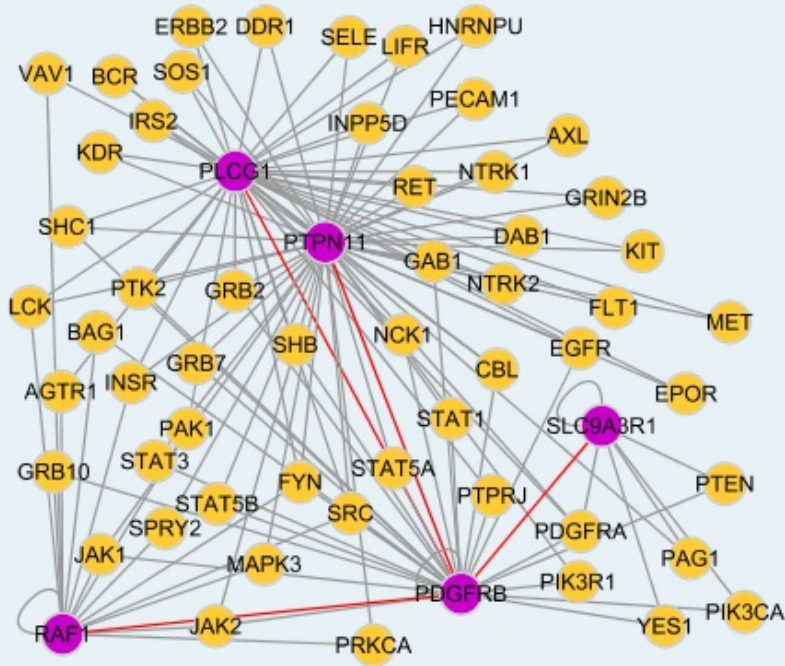 ERBB2
DDR1
SELE
LIFR
HNRNPU
VAV1
BCR
SOS1
PECAM1
IRS2
INPP5D
AXL
KDR
PLCG1
RET
NTRK1
GRIN2B
SHC1
PTPN11
DAB1
KIT
GAB1
LCK
PTK2
GRB2
NTRK2
FLT1
MET
BAG1
SHB
NCK1
EGFR
AGTR1
INSR
GRB7
CBL
EPOR
PAK1
STAT1
SLC9A3R1
GRB10
STAT3
FYN
STAT5A
PTPRJ
PTEN
STAT5B
SRC
SPRY2
PDGFRA
JAK1
MAPK3
PAG1
PDGFRB
PIK3R1
RAF1
JAK2
PRKCA
YES1
PIK3CA